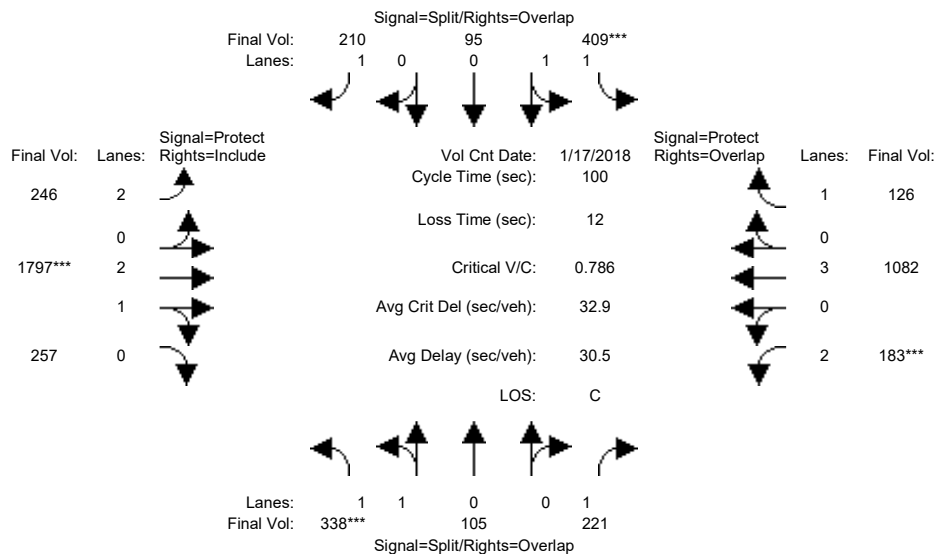 Signal=Split/Rights=Overlap
Final Vol: 210 95 409***
Lanes: 1 0 0 1 1
Signal=Protect Signal=Protect
Final Vol: Lanes: Rights=Include Vol Cnt Date: 1/17/2018 Rights=Overlap Lanes: Final Vol:
Cycle Time (sec): 100
246 2 1 126
Loss Time (sec): 12
0 0
1797*** 2 Critical V/C: 0.786 3 1082
1 Avg Crit Del (sec/veh): 32.9 0
257 0 Avg Delay (sec/veh): 30.5 2 183***
LOS: C
Lanes: 1 1 0 0 1
Final Vol: 338*** 105 221
Signal=Split/Rights=Overlap